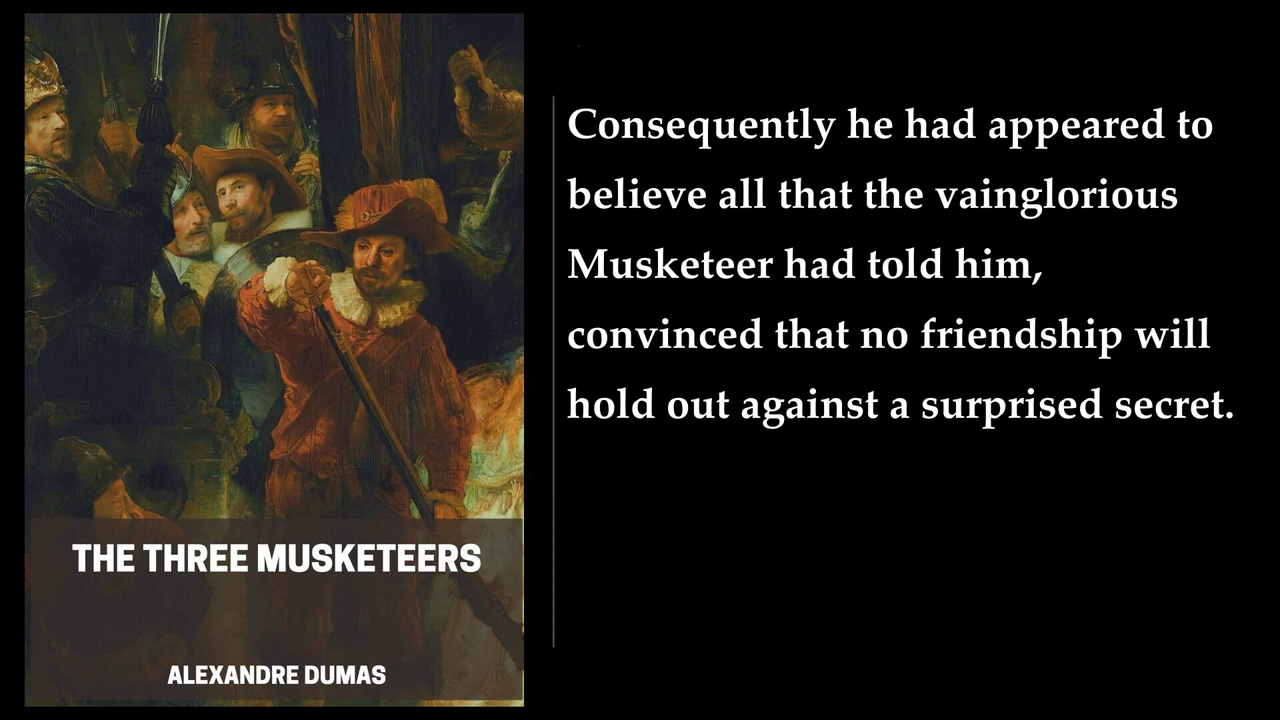 THE THREE MUSKETEERS
ALEXANDRE DUMAS
Consequently he had appeared to
believe all that the vainglorious
Musketeer had told him,
convinced that no friendship will
hold out against a surprised secret.